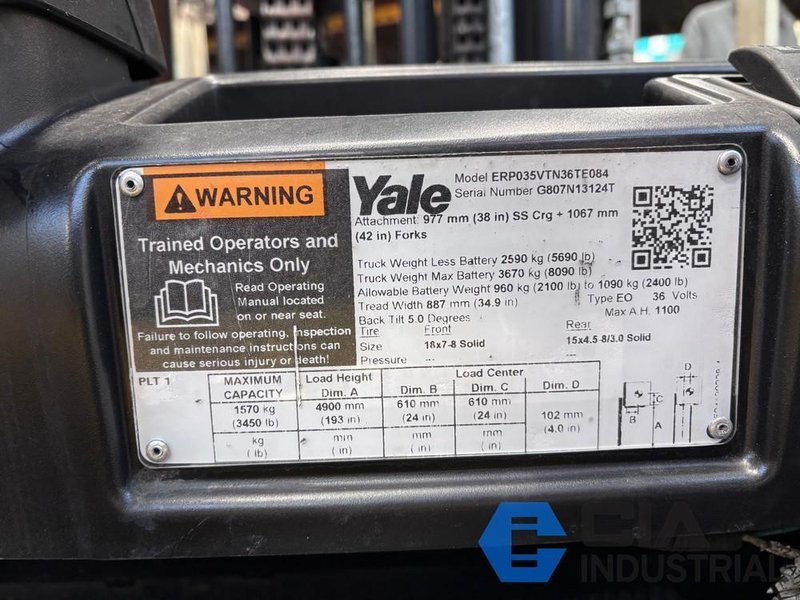 WARNING
Trained Operators and
Mechanics Only
Read Operating
Manual located
on or near seat.
Failure to follow operating, inspection
and maintenance instructions can
cause serious injury or death!
Yale
Model ERP035VTN36TE084
Serial Number G807N13124T
Attachment: 977 mm (38 in) SS Crg + 1067 mm
(42 in) Forks
Truck Weight Less Battery 2590 kg (5690 lb)
Truck Weight Max Battery 3670 kg (8090 lb)
Allowable Battery Weight 960 kg (2100 lb) to 1090 kg (2400 lb)
Tread Width 887 mm (34.9 in) Type EO 36 Volts
Back Tilt 5.0 Degrees Max A.H. 1100
Tire Front Rear
Size 18x7-8 Solid 15x4.5-8/3.0 Solid
Pressure --- ---
PLT 1
MAXIMUM CAPACITY Load Height Dim. A Load Center Dim. B Dim. C Dim. D
1570 kg 4900 mm 610 mm 610 mm 102 mm
(3450 lb) (193 in) (24 in) (24 in) (4.0 in)
kg mm mm mm mm
(lb) (in) (in) (in) (in)
D
C
B A
CIA
INDUSTRIAL